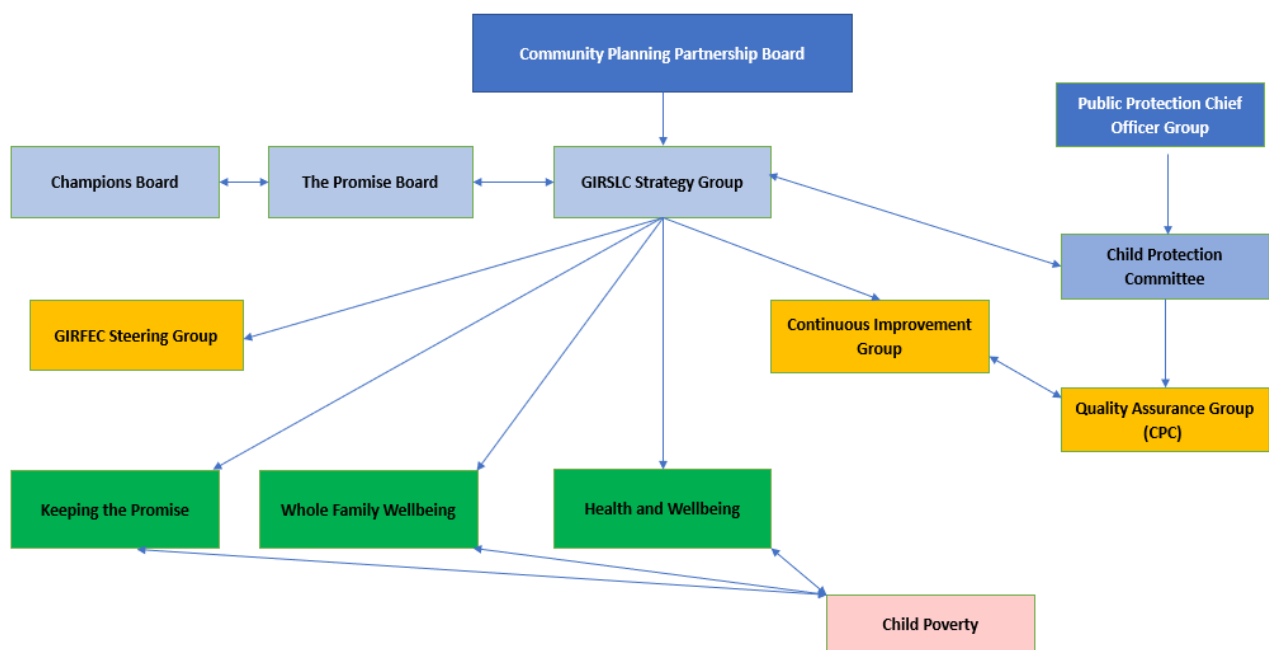 Community Planning Partnership Board
Public Protection Chief
Officer Group
Champions Board
The Promise Board
GIRSLC Strategy Group
Child Protection
Committee
GIRFEC Steering Group
Continuous Improvement
Group
Quality Assurance Group
(CPC)
Keeping the Promise
Whole Family Wellbeing
Health and Wellbeing
Child Poverty